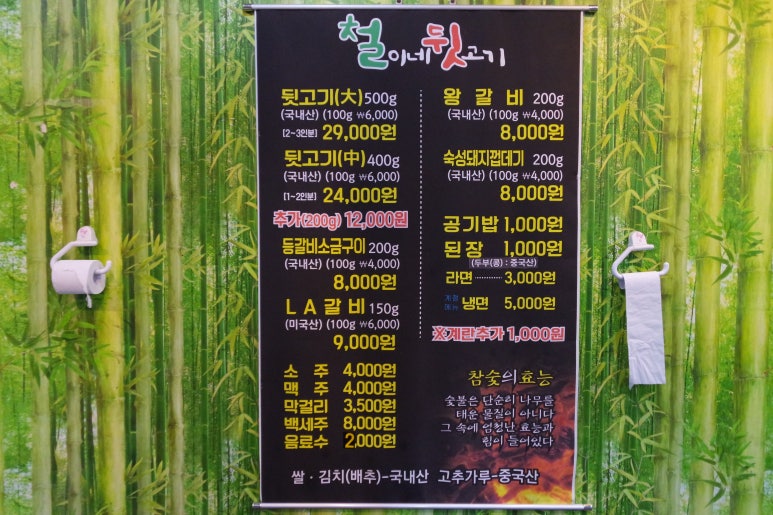 철이네뒷고기
뒷고기(大) 500g
(국내산) (100g ₩6,000)
[2~3인분] 29,000원
뒷고기(中) 400g
(국내산) (100g ₩6,000)
[1~2인분] 24,000원
추가(200g) 12,000원
등갈비소금구이 200g
(국내산) (100g ₩4,000)
8,000원
LA갈비 150g
(미국산) (100g ₩6,000)
9,000원
소 주 4,000원
맥 주 4,000원
막걸리 3,500원
백세주 8,000원
음료수 2,000원
왕 갈 비 200g
(국내산) (100g ₩4,000)
8,000원
숙성돼지껍데기 200g
(국내산) (100g ₩4,000)
8,000원
공기밥 1,000원
된 장 1,000원
(두부(콩) : 중국산)
라면 ········ 3,000원
계절메뉴 냉면 5,000원
※계란추가 1,000원
참숯의효능
숯불은 단순히 나무를
태운 물질이 아니다
그 속에 엄청난 효능과
힘이 들어있다
쌀 · 김치(배추)-국내산 고추가루-중국산